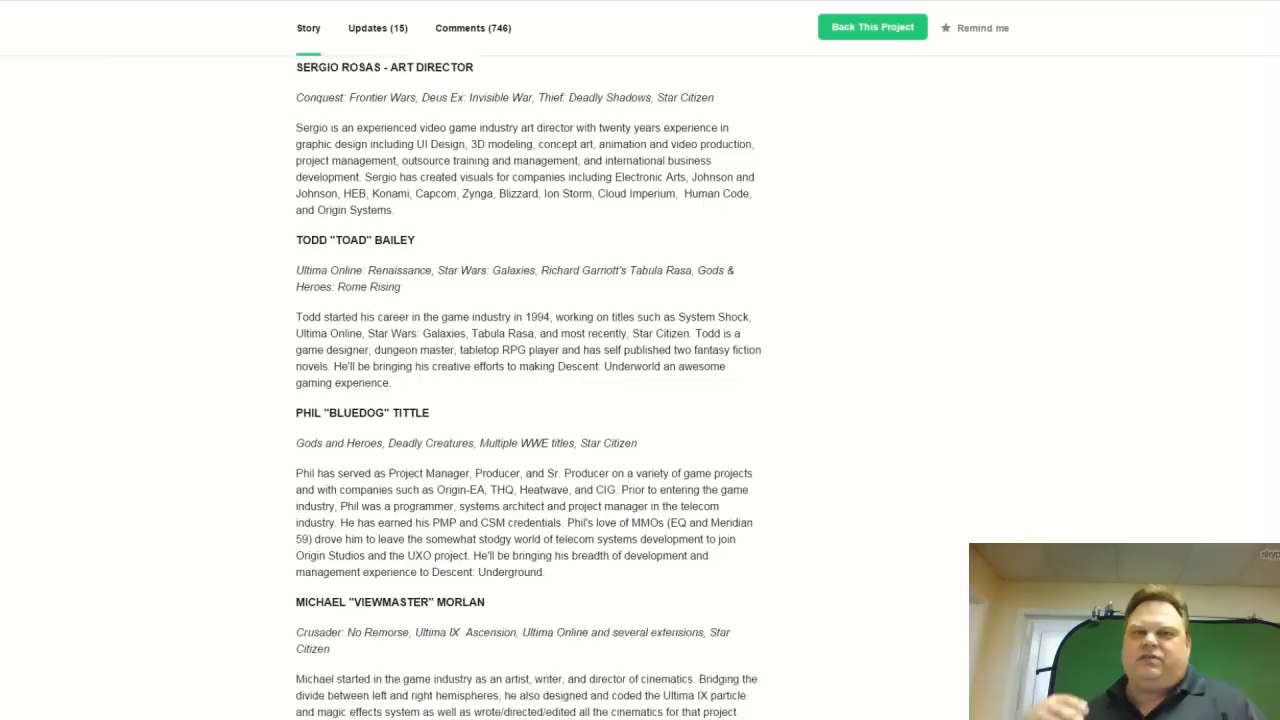 Story Updates (15) Comments (746) Back This Project Remind me
SERGIO ROSAS - ART DIRECTOR
Conquest: Frontier Wars, Deus Ex: Invisible War, Thief: Deadly Shadows, Star Citizen
Sergio is an experienced video game industry art director with twenty years experience in
graphic design including UI Design, 3D modeling, concept art, animation and video production,
project management, outsource training and management, and international business
development. Sergio has created visuals for companies including Electronic Arts, Johnson and
Johnson, HEB, Konami, Capcom, Zynga, Blizzard, Ion Storm, Cloud Imperium, Human Code,
and Origin Systems.
TODD "TOAD" BAILEY
Ultima Online: Renaissance, Star Wars: Galaxies, Richard Garriott's Tabula Rasa, Gods &
Heroes: Rome Rising
Todd started his career in the game industry in 1994, working on titles such as System Shock,
Ultima Online, Star Wars: Galaxies, Tabula Rasa, and most recently, Star Citizen. Todd is a
game designer, dungeon master, tabletop RPG player and has self published two fantasy fiction
novels. He'll be bringing his creative efforts to making Descent: Underworld an awesome
gaming experience.
PHIL "BLUEDOG" TITTLE
Gods and Heroes, Deadly Creatures, Multiple WWE titles, Star Citizen
Phil has served as Project Manager, Producer, and Sr. Producer on a variety of game projects
and with companies such as Origin-EA, THQ, Heatwave, and CIG. Prior to entering the game
industry, Phil was a programmer, systems architect and project manager in the telecom
industry. He has earned his PMP and CSM credentials. Phil's love of MMOs (EQ and Meridian
59) drove him to leave the somewhat stodgy world of telecom systems development to join
Origin Studios and the UXO project. He'll be bringing his breadth of development and
management experience to Descent: Underground.
MICHAEL "VIEWMASTER" MORLAN
Crusader: No Remorse, Ultima IX Ascension, Ultima Online and several extensions, Star
Citizen
Michael started in the game industry as an artist, writer, and director of cinematics. Bridging the
divide between left and right hemispheres, he also designed and coded the Ultima IX particle
and magic effects system as well as wrote/directed/edited all the cinematics for that project
skype